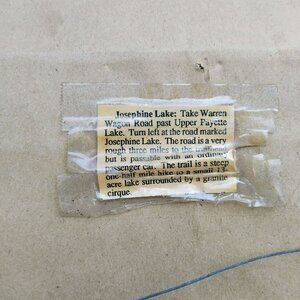 Josephine Lake: Take Warren
Wagon Road past Upper Payette
Lake. Turn left at the road marked
Josephine Lake. The road is a very
rough three miles to the
but is passable with an ordinary
passenger car. The trail is a steep
one-half mile hike to a small 13-
acre lake surrounded by a granite
cirque.